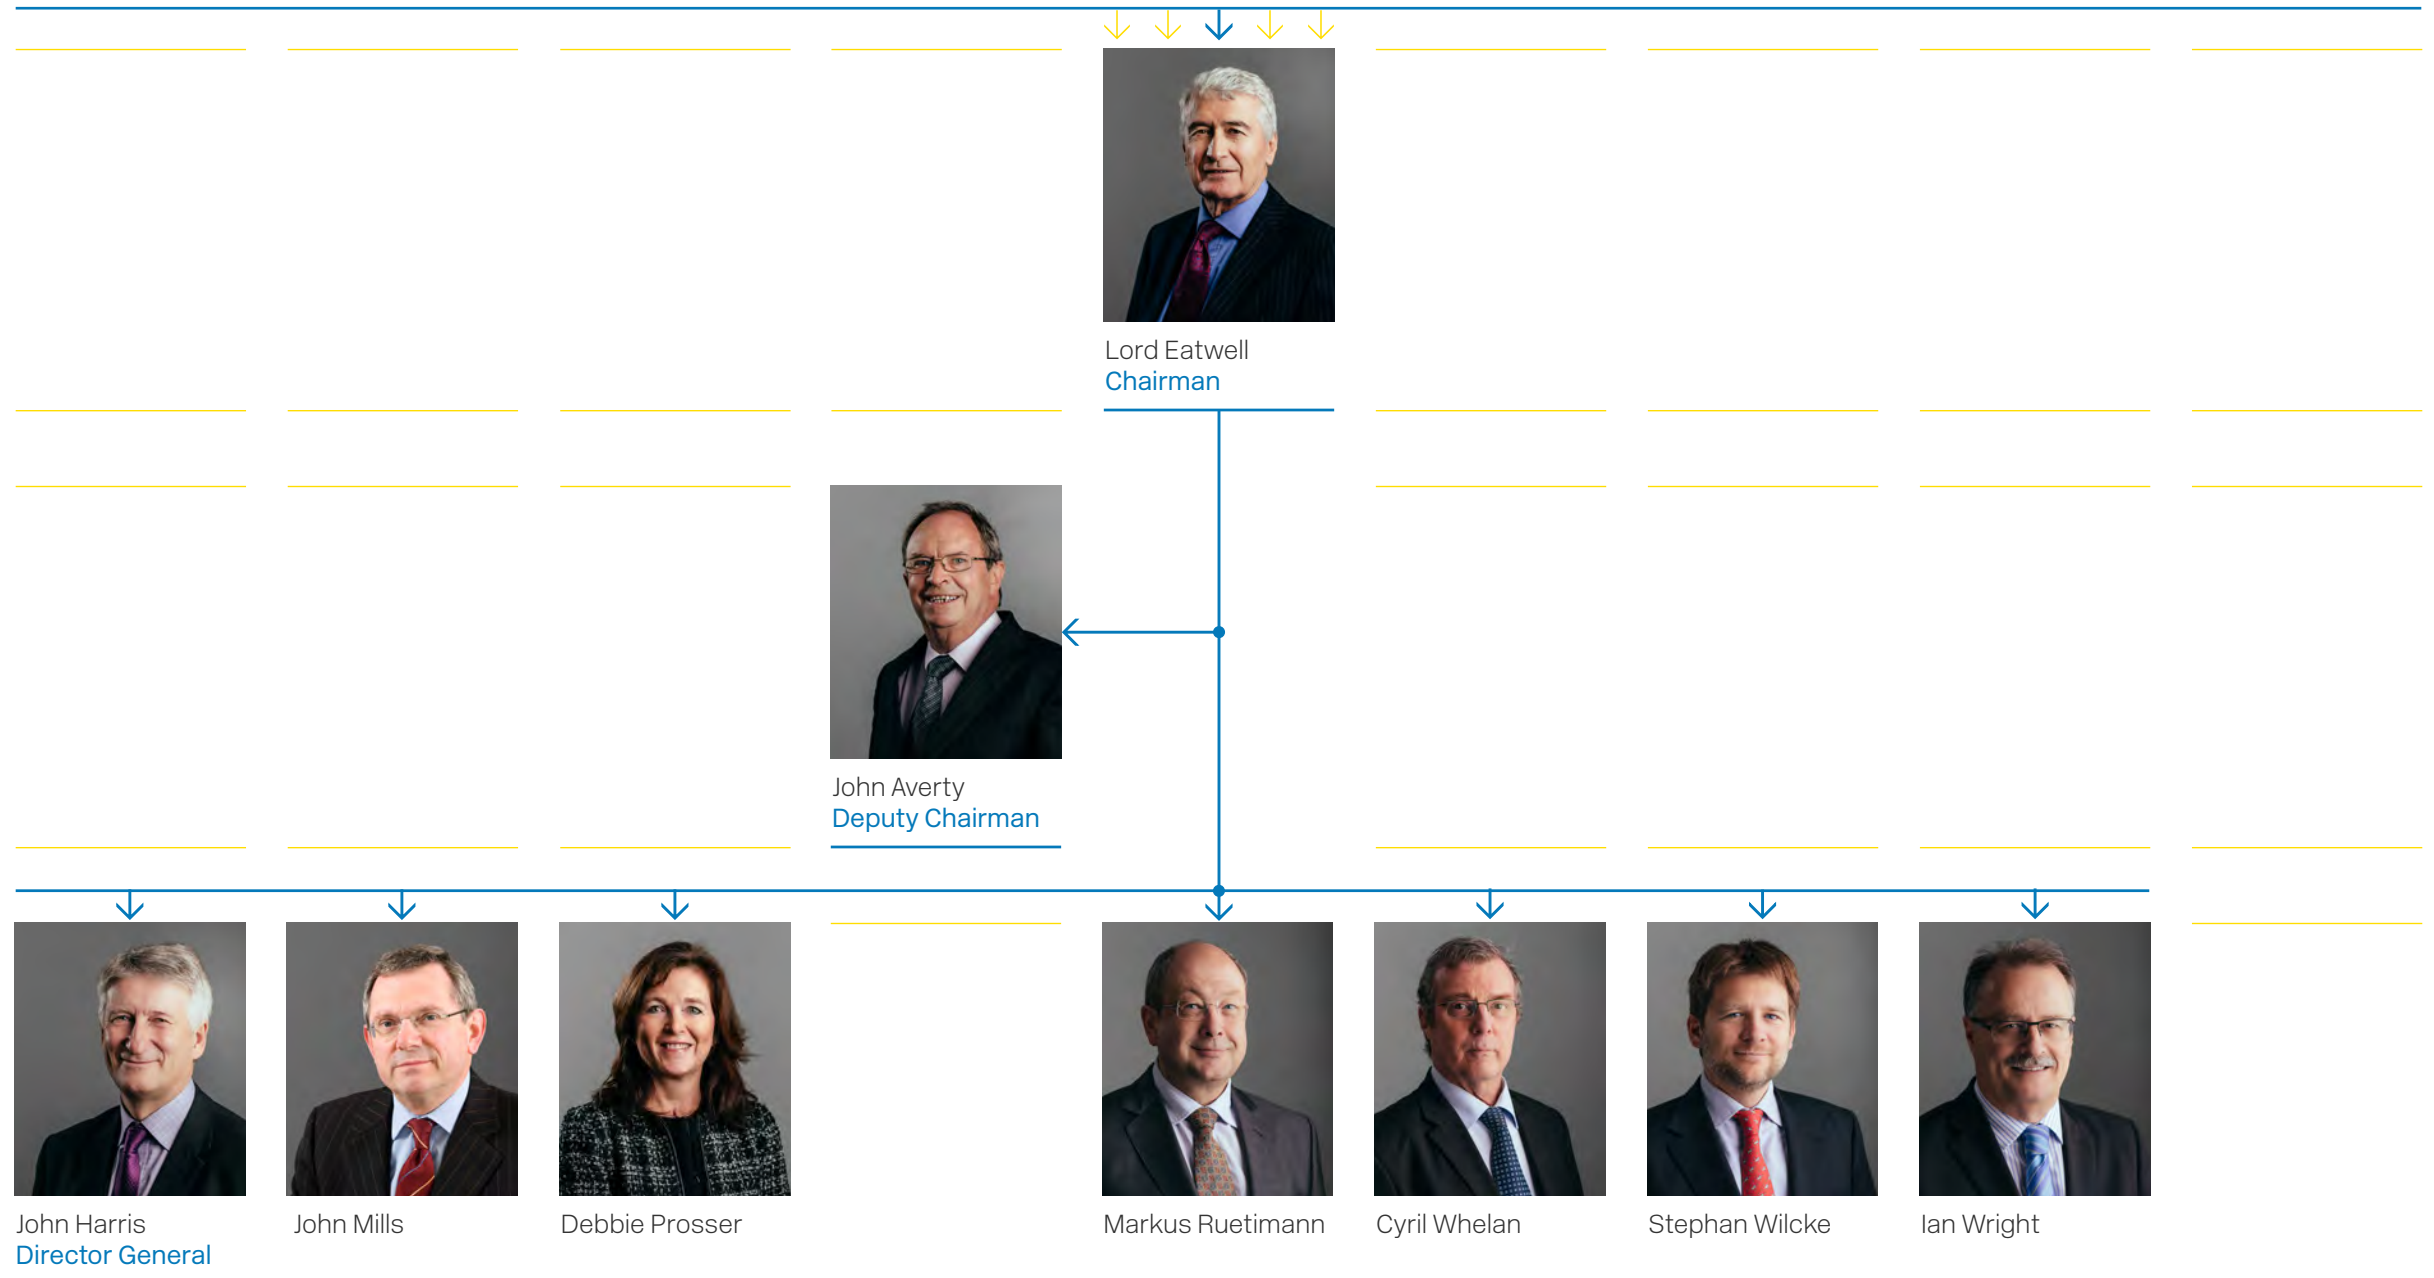 Lord Eatwell
Chairman
John Averty
Deputy Chairman
John Harris
Director General
John Mills
Debbie Prosser
Markus Ruetimann
Cyril Whelan
Stephan Wilcke
Ian Wright